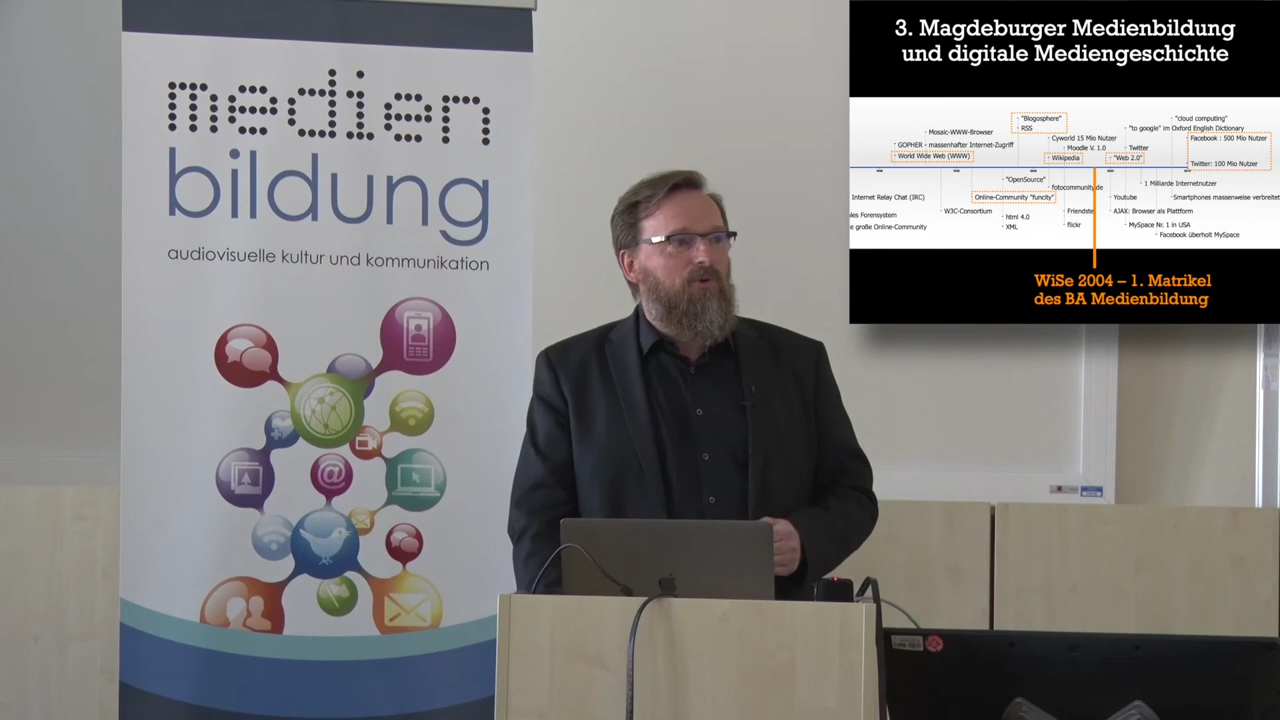 medien
bildung
audiovisuelle kultur und kommunikation
@
3. Magdeburger Medienbildung
und digitale Mediengeschichte
"Blogosphere"
RSS
"cloud computing"
"to google" im Oxford English Dictionary
Mosaic-WWW-Browser
Cyworld 15 Mio Nutzer
Facebook : 500 Mio Nutzer
GOPHER - massenhafter Internet-Zugriff
Moodle V. 1.0
Twitter
World Wide Web (WWW)
Wikipedia
"Web 2.0"
Twitter: 100 Mio Nutzer
"OpenSource"
fotocommunity.de
1 Milliarde Internetnutzer
Internet Relay Chat (IRC)
Online-Community "funcity"
Youtube
Smartphones massenweise verbreitet
les Forensystem
W3C-Consortium
html 4.0
Friendste
AJAX: Browser als Plattform
e große Online-Community
XML
flickr
MySpace Nr. 1 in USA
Facebook überholt MySpace
WiSe 2004 – 1. Matrikel
des BA Medienbildung